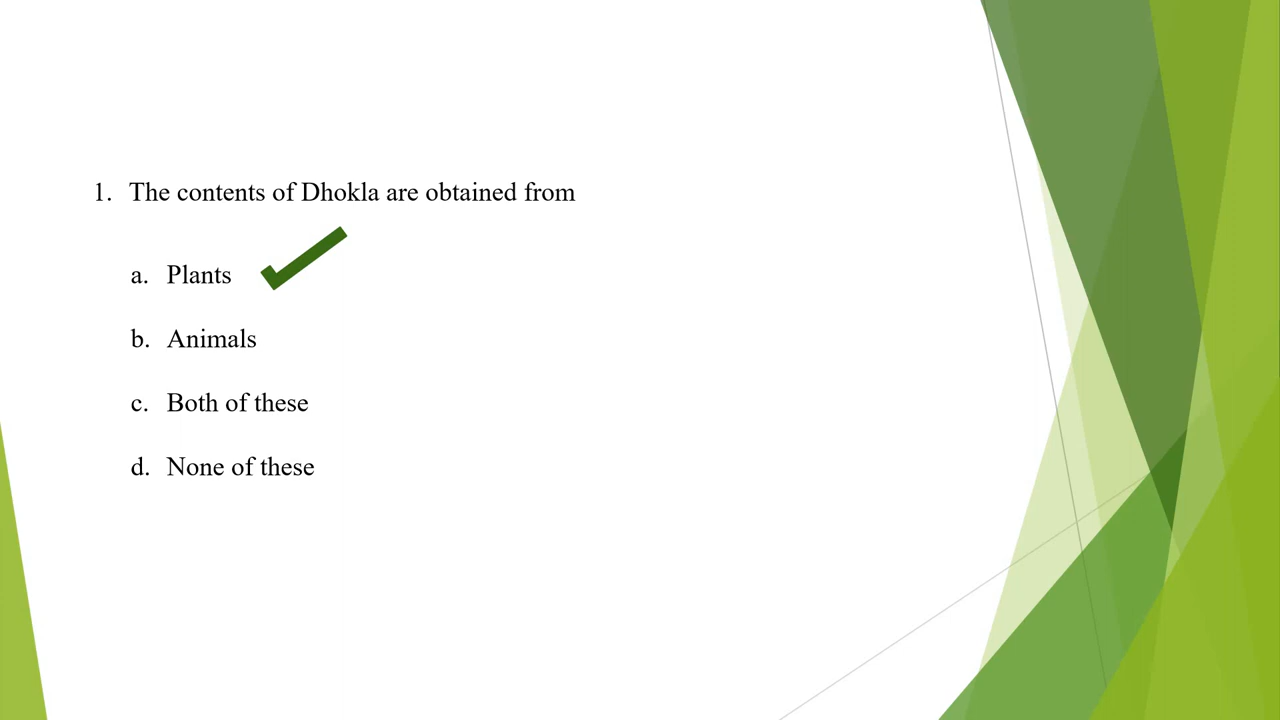 1. The contents of Dhokla are obtained from
a. Plants
b. Animals
c. Both of these
d. None of these